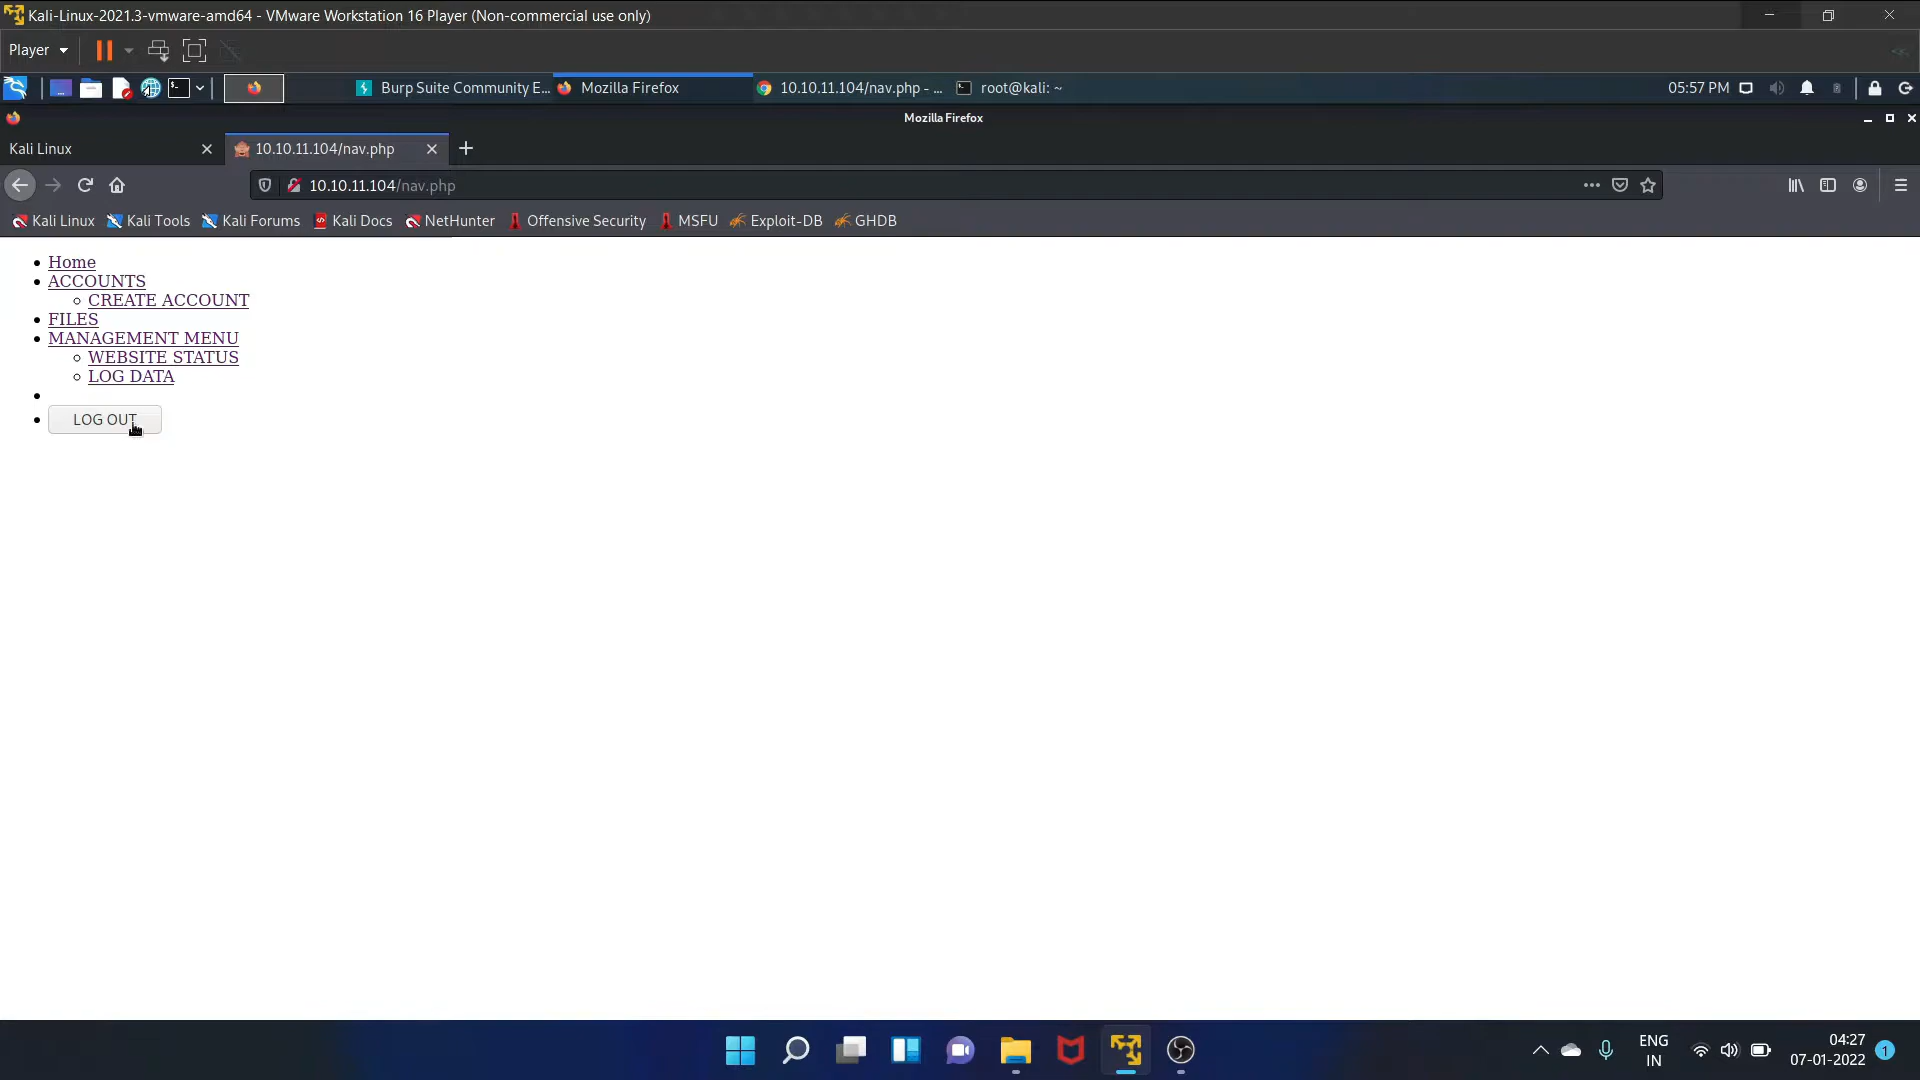 Kali-Linux-2021.3-vmware-amd64 - VMware Workstation 16 Player (Non-commercial use only)
Player
Burp Suite Community E... Mozilla Firefox 10.10.11.104/nav.php - ... root@kali: ~ 05:57 PM
Mozilla Firefox
Kali Linux 10.10.11.104/nav.php
10.10.11.104/nav.php
Kali Linux Kali Tools Kali Forums Kali Docs NetHunter Offensive Security MSFU Exploit-DB GHDB
Home
ACCOUNTS
CREATE ACCOUNT
FILES
MANAGEMENT MENU
WEBSITE STATUS
LOG DATA
LOG OUT
ENG 04:27
IN 07-01-2022 1